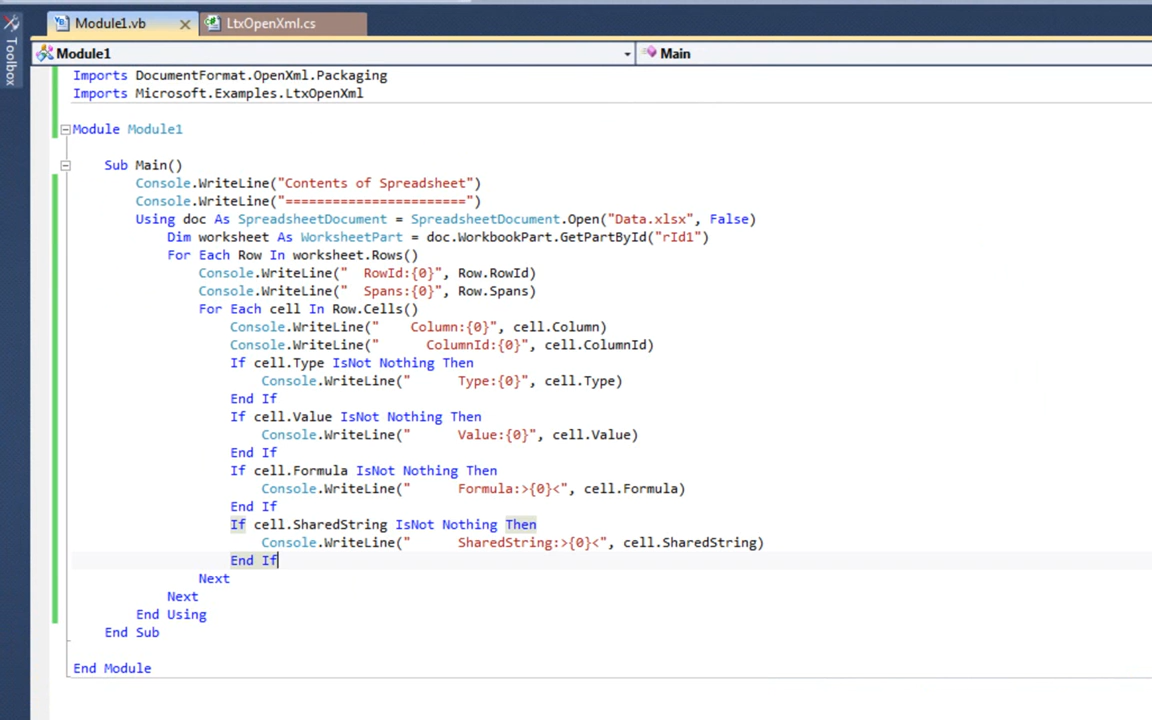 Module1.vb
LtxOpenXml.cs
Toolbox
Module1
Main
Imports DocumentFormat.OpenXml.Packaging
Imports Microsoft.Examples.LtxOpenXml
Module Module1
Sub Main()
Console.WriteLine("Contents of Spreadsheet")
Console.WriteLine("=======================")
Using doc As SpreadsheetDocument = SpreadsheetDocument.Open("Data.xlsx", False)
Dim worksheet As WorksheetPart = doc.WorkbookPart.GetPartById("rId1")
For Each Row In worksheet.Rows()
Console.WriteLine("  RowId:{0}", Row.RowId)
Console.WriteLine("  Spans:{0}", Row.Spans)
For Each cell In Row.Cells()
Console.WriteLine("    Column:{0}", cell.Column)
Console.WriteLine("      ColumnId:{0}", cell.ColumnId)
If cell.Type IsNot Nothing Then
Console.WriteLine("      Type:{0}", cell.Type)
End If
If cell.Value IsNot Nothing Then
Console.WriteLine("      Value:{0}", cell.Value)
End If
If cell.Formula IsNot Nothing Then
Console.WriteLine("      Formula:>{0}<", cell.Formula)
End If
If cell.SharedString IsNot Nothing Then
Console.WriteLine("      SharedString:>{0}<", cell.SharedString)
End If
Next
Next
End Using
End Sub
End Module